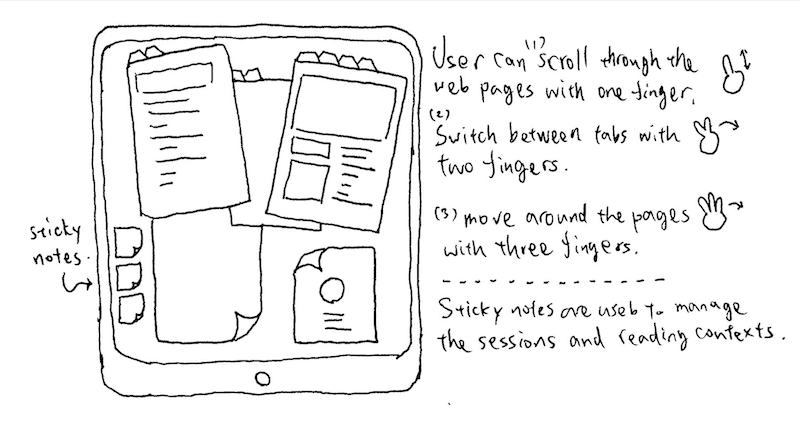 sticky
notes.
(1)
User can scroll through the
web pages with one finger.
(2)
Switch between tabs with
two fingers.
(3) move around the pages
with three fingers.
Sticky notes are useb to manage
the sessions and reading contexts.